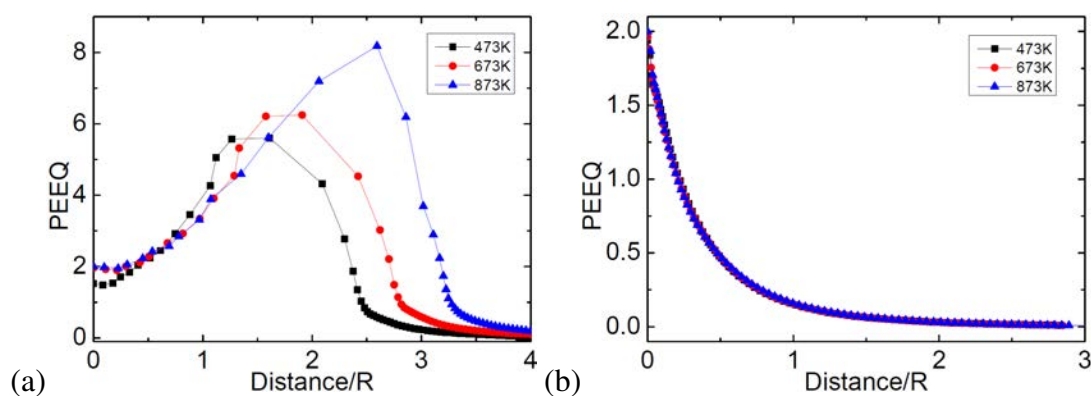 8
6
4
2
0
PEEQ
473K
673K
873K
0 1 2 3 4
Distance/R
(a)
2.0
1.5
1.0
0.5
0.0
PEEQ
473K
673K
873K
0 1 2 3
Distance/R
(b)